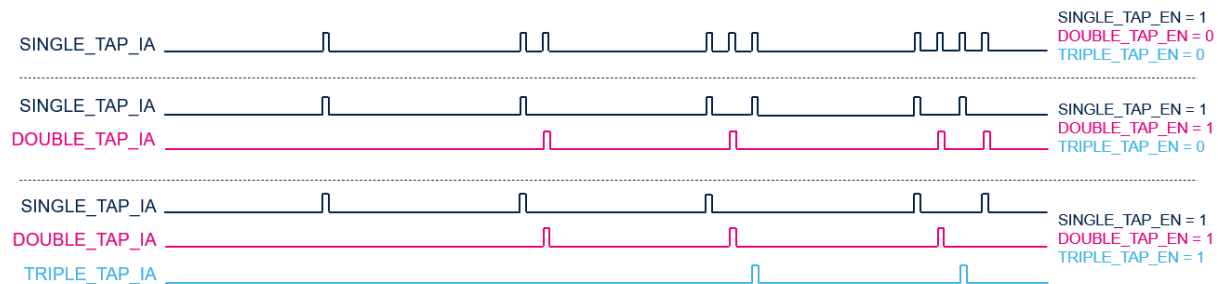 SINGLE_TAP_IA
SINGLE_TAP_EN = 1
DOUBLE_TAP_EN = 0
TRIPLE_TAP_EN = 0
SINGLE_TAP_IA
DOUBLE_TAP_IA
SINGLE_TAP_EN = 1
DOUBLE_TAP_EN = 1
TRIPLE_TAP_EN = 0
SINGLE_TAP_IA
DOUBLE_TAP_IA
TRIPLE_TAP_IA
SINGLE_TAP_EN = 1
DOUBLE_TAP_EN = 1
TRIPLE_TAP_EN = 1